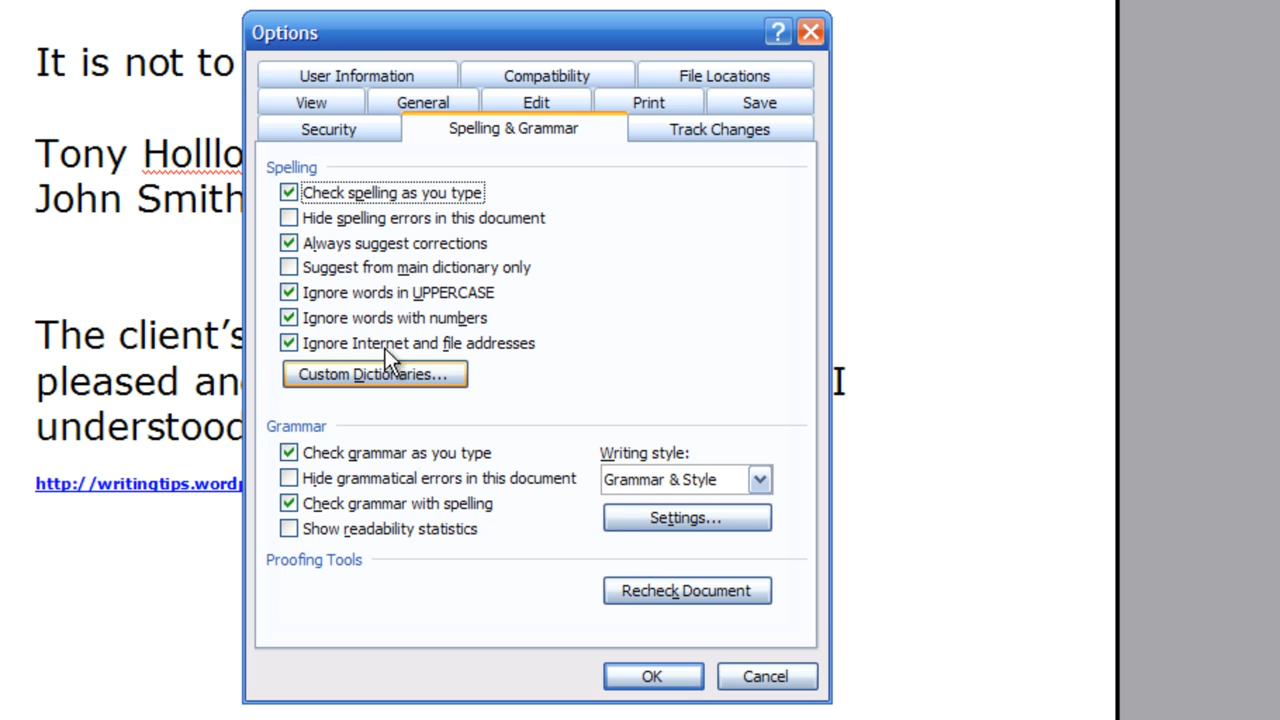 Options
It is not to
User Information Compatibility File Locations
View General Edit Print Save
Security Spelling & Grammar Track Changes
Tony Holllo
John Smith
Spelling
Check spelling as you type
Hide spelling errors in this document
Always suggest corrections
Suggest from main dictionary only
Ignore words in UPPERCASE
Ignore words with numbers
Ignore Internet and file addresses
Custom Dictionaries...
The client's
pleased an I
understood
Grammar
Check grammar as you type Writing style:
Hide grammatical errors in this document Grammar & Style
Check grammar with spelling Settings...
Show readability statistics
http://writingtips.wordp
Proofing Tools
Recheck Document
OK Cancel